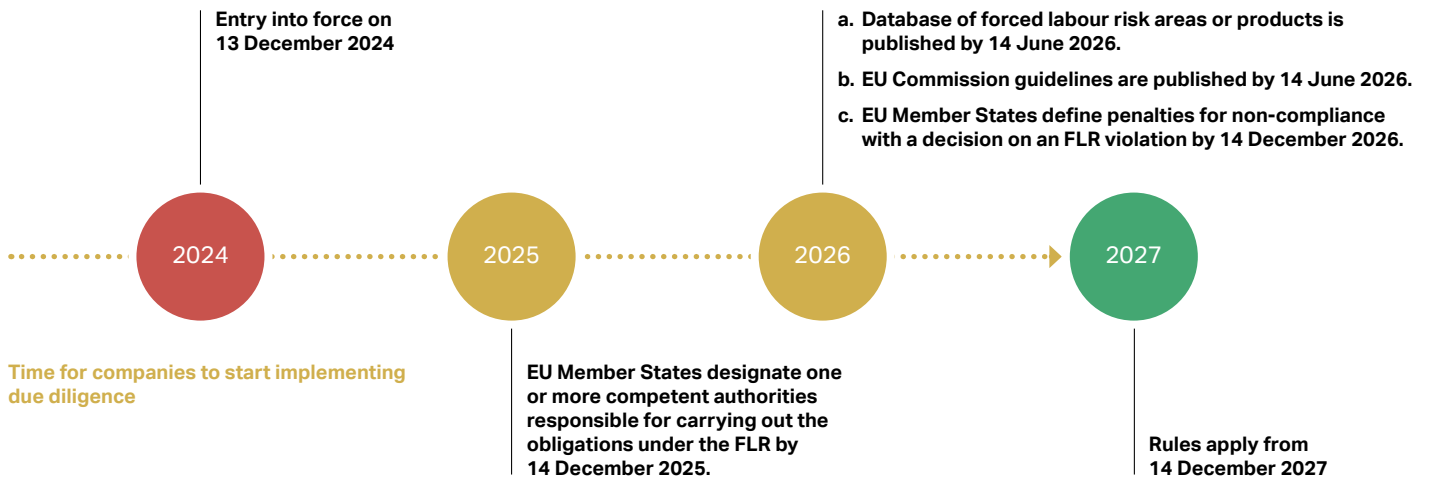 Entry into force on
13 December 2024
a. Database of forced labour risk areas or products is
published by 14 June 2026.
b. EU Commission guidelines are published by 14 June 2026.
c. EU Member States define penalties for non-compliance
with a decision on an FLR violation by 14 December 2026.
2024
2025
2026
2027
Time for companies to start implementing
due diligence
EU Member States designate one
or more competent authorities
responsible for carrying out the
obligations under the FLR by
14 December 2025.
Rules apply from
14 December 2027